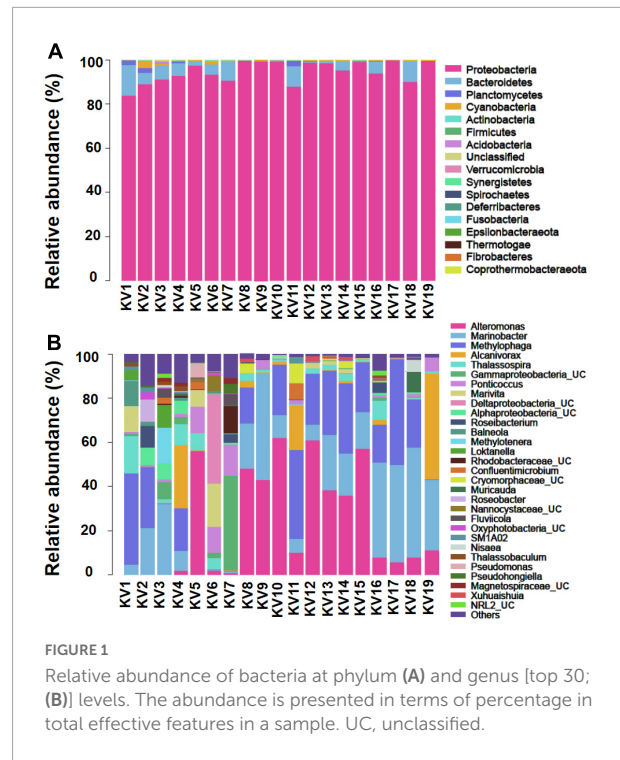 A
Relative abundance (%)
100
80
60
40
20
0
KV1
KV2
KV3
KV4
KV5
KV6
KV7
KV8
KV9
KV10
KV11
KV12
KV13
KV14
KV15
KV16
KV17
KV18
KV19
Proteobacteria
Bacteroidetes
Planctomycetes
Cyanobacteria
Actinobacteria
Firmicutes
Acidobacteria
Unclassified
Verrucomicrobia
Synergistetes
Spirochaetes
Deferribacteres
Fusobacteria
Epsilonbacteraeota
Thermotogae
Fibrobacteres
Coprothermobacteraeota
B
Relative abundance (%)
100
80
60
40
20
0
KV1
KV2
KV3
KV4
KV5
KV6
KV7
KV8
KV9
KV10
KV11
KV12
KV13
KV14
KV15
KV16
KV17
KV18
KV19
Alteromonas
Marinobacter
Methylophaga
Alcanivorax
Thalassospira
Gammaproteobacteria_UC
Ponticoccus
Marivita
Deltaproteobacteria_UC
Alphaproteobacteria_UC
Roseibacterium
Balneola
Methylotenera
Loktanella
Rhodobacteraceae_UC
Confluentimicrobium
Cryomorphaceae_UC
Muricauda
Roseobacter
Nannocystaceae_UC
Fluviicola
Oxyphotobacteria_UC
SM1A02
Nisaea
Thalassobaculum
Pseudomonas
Pseudohongiella
Magnetospiraceae_UC
Xuhuaishuia
NRL2_UC
Others
FIGURE 1
Relative abundance of bacteria at phylum (A) and genus [top 30;
(B)] levels. The abundance is presented in terms of percentage in
total effective features in a sample. UC, unclassified.